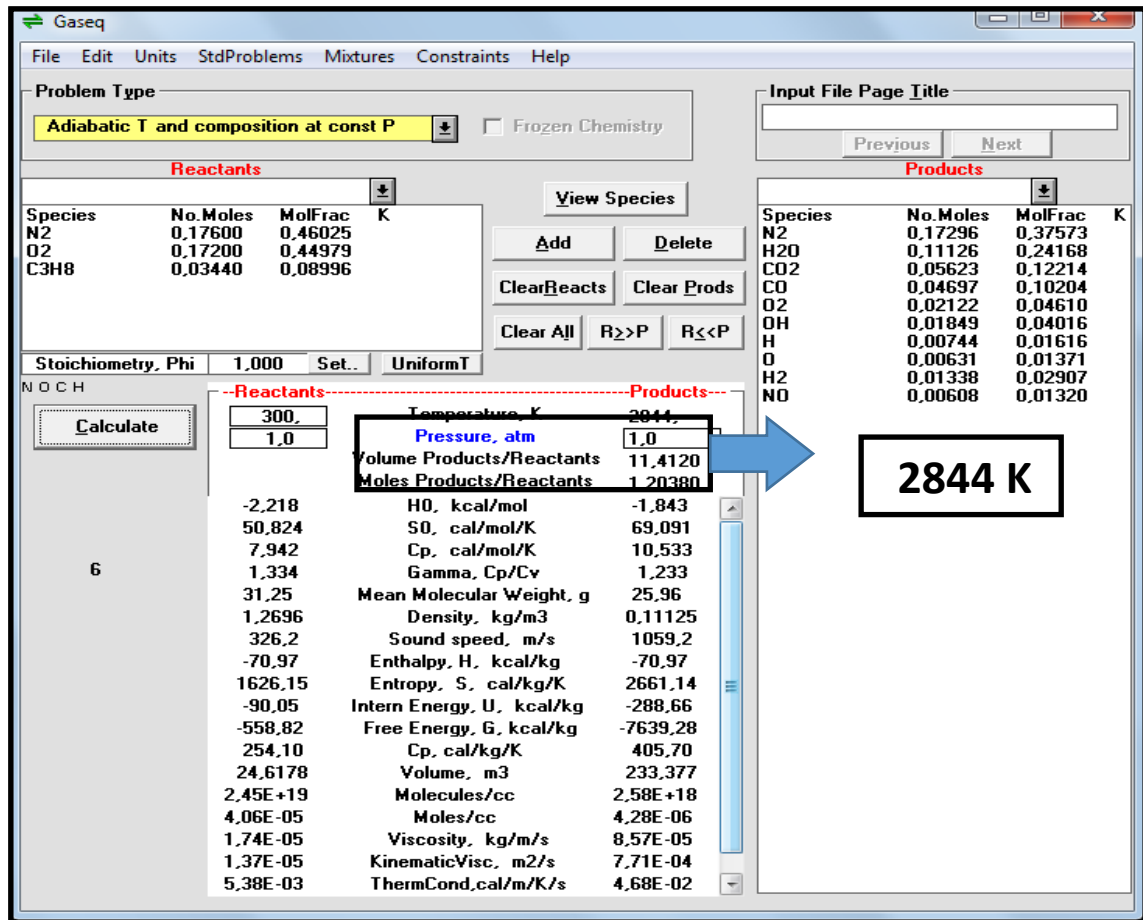 Gaseq
File Edit Units StdProblems Mixtures Constraints Help
Problem Type
Adiabatic T and composition at const P
Frozen Chemistry
Input File Page Title
Previous Next
Reactants
View Species
Species No.Moles MolFrac K
N2 0,17600 0,46025
O2 0,17200 0,44979
C3H8 0,03440 0,08996
Add Delete
ClearReacts Clear Prods
Clear All R>>P R<<P
Stoichiometry, Phi 1,000 Set.. UniformT
Products
Species No.Moles MolFrac K
N2 0,17296 0,37573
H2O 0,11126 0,24168
CO2 0,05623 0,12214
CO 0,04697 0,10204
O2 0,02122 0,04610
OH 0,01849 0,04016
H 0,00744 0,01616
O 0,00631 0,01371
H2 0,01338 0,02907
NO 0,00608 0,01320
N O C H
Calculate
6
--Reactants-----Products---
300, Temperature, K 2844,
1,0 Pressure, atm 1,0
Volume Products/Reactants 11,4120
Moles Products/Reactants 1,20380
-2,218 H0, kcal/mol -1,843
50,824 S0, cal/mol/K 69,091
7,942 Cp, cal/mol/K 10,533
1,334 Gamma, Cp/Cv 1,233
31,25 Mean Molecular Weight, g 25,96
1,2696 Density, kg/m3 0,11125
326,2 Sound speed, m/s 1059,2
-70,97 Enthalpy, H, kcal/kg -70,97
1626,15 Entropy, S, cal/kg/K 2661,14
-90,05 Intern Energy, U, kcal/kg -288,66
-558,82 Free Energy, G, kcal/kg -7639,28
254,10 Cp, cal/kg/K 405,70
24,6178 Volume, m3 233,377
2,45E+19 Molecules/cc 2,58E+18
4,06E-05 Moles/cc 4,28E-06
1,74E-05 Viscosity, kg/m/s 8,57E-05
1,37E-05 KinematicVisc, m2/s 7,71E-04
5,38E-03 ThermCond,cal/m/K/s 4,68E-02
2844 K